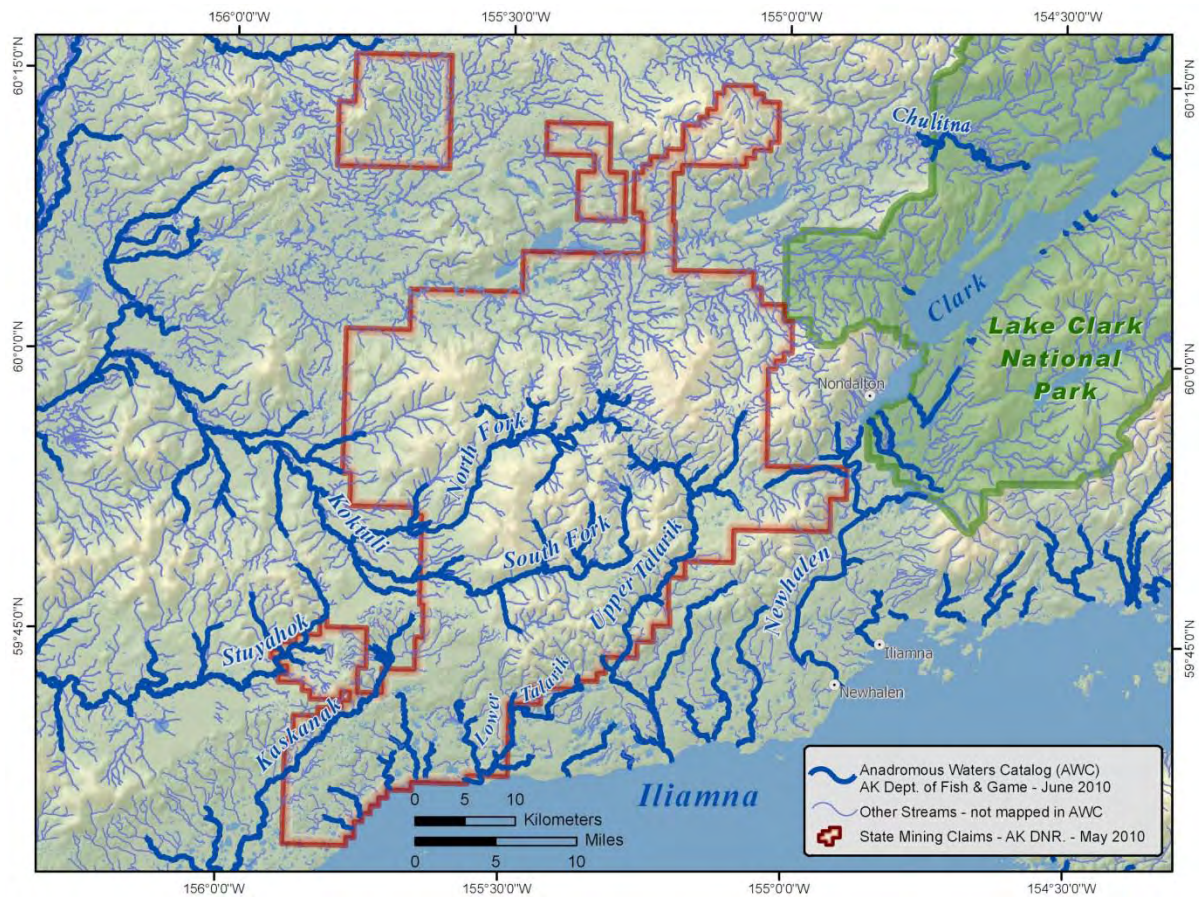 156°0'0"W
155°30'0"W
155°0'0"W
154°30'0"W
60°15'0"N
60°15'0"N
Chulitna
Clark
Lake Clark
National
Park
60°0'0"N
60°0'0"N
Nondalton
North Fork
Koktuli
South Fork
Upper Talarik
Newhalen
59°45'0"N
59°45'0"N
Stuyahok
Iliamna
Newhalen
Kaskanak
Lower Talarik
Iliamna
0 5 10
Kilometers
Miles
0 5 10
Anadromous Waters Catalog (AWC)
AK Dept. of Fish & Game - June 2010
Other Streams - not mapped in AWC
State Mining Claims - AK DNR. - May 2010
156°0'0"W
155°30'0"W
155°0'0"W
154°30'0"W